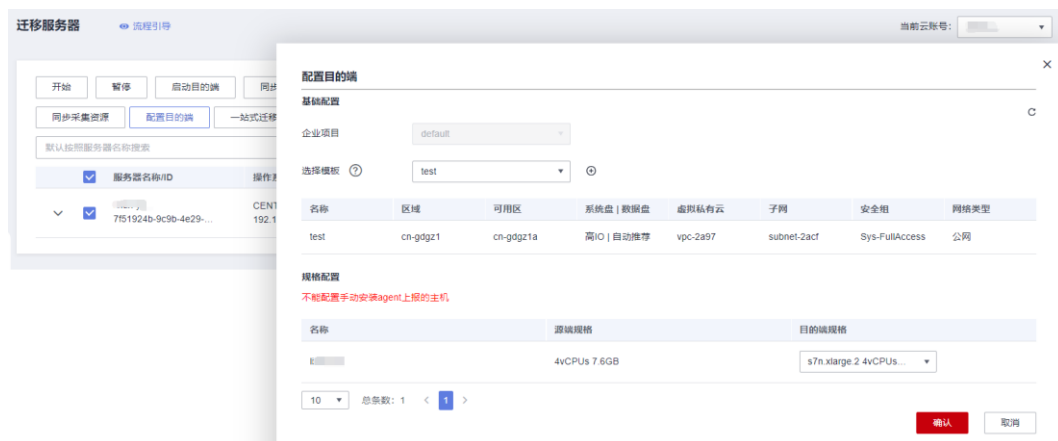 迁移服务器 流程引导 当前云账号:
配置目的端
开始 暂停 启动目的端 同步
基础配置
同步采集资源 配置目的端 一站式迁移
企业项目 default
默认按照服务器名称搜索
选择模板 test
服务器名称/ID 操作
7f51924b-9c9b-4e29-... CENT
192.1
名称 区域 可用区 系统盘 | 数据盘 虚拟私有云 子网 安全组 网络类型
test cn-gdgz1 cn-gdgz1a 高IO | 自动推荐 vpc-2a97 subnet-2acf Sys-FullAccess 公网
规格配置
不能配置手动安装agent上报的主机
名称 源端规格 目的端规格
4vCPUs 7.6GB s7n.xlarge.2 4vCPUs...
10 总条数: 1 < 1 >
确认 取消